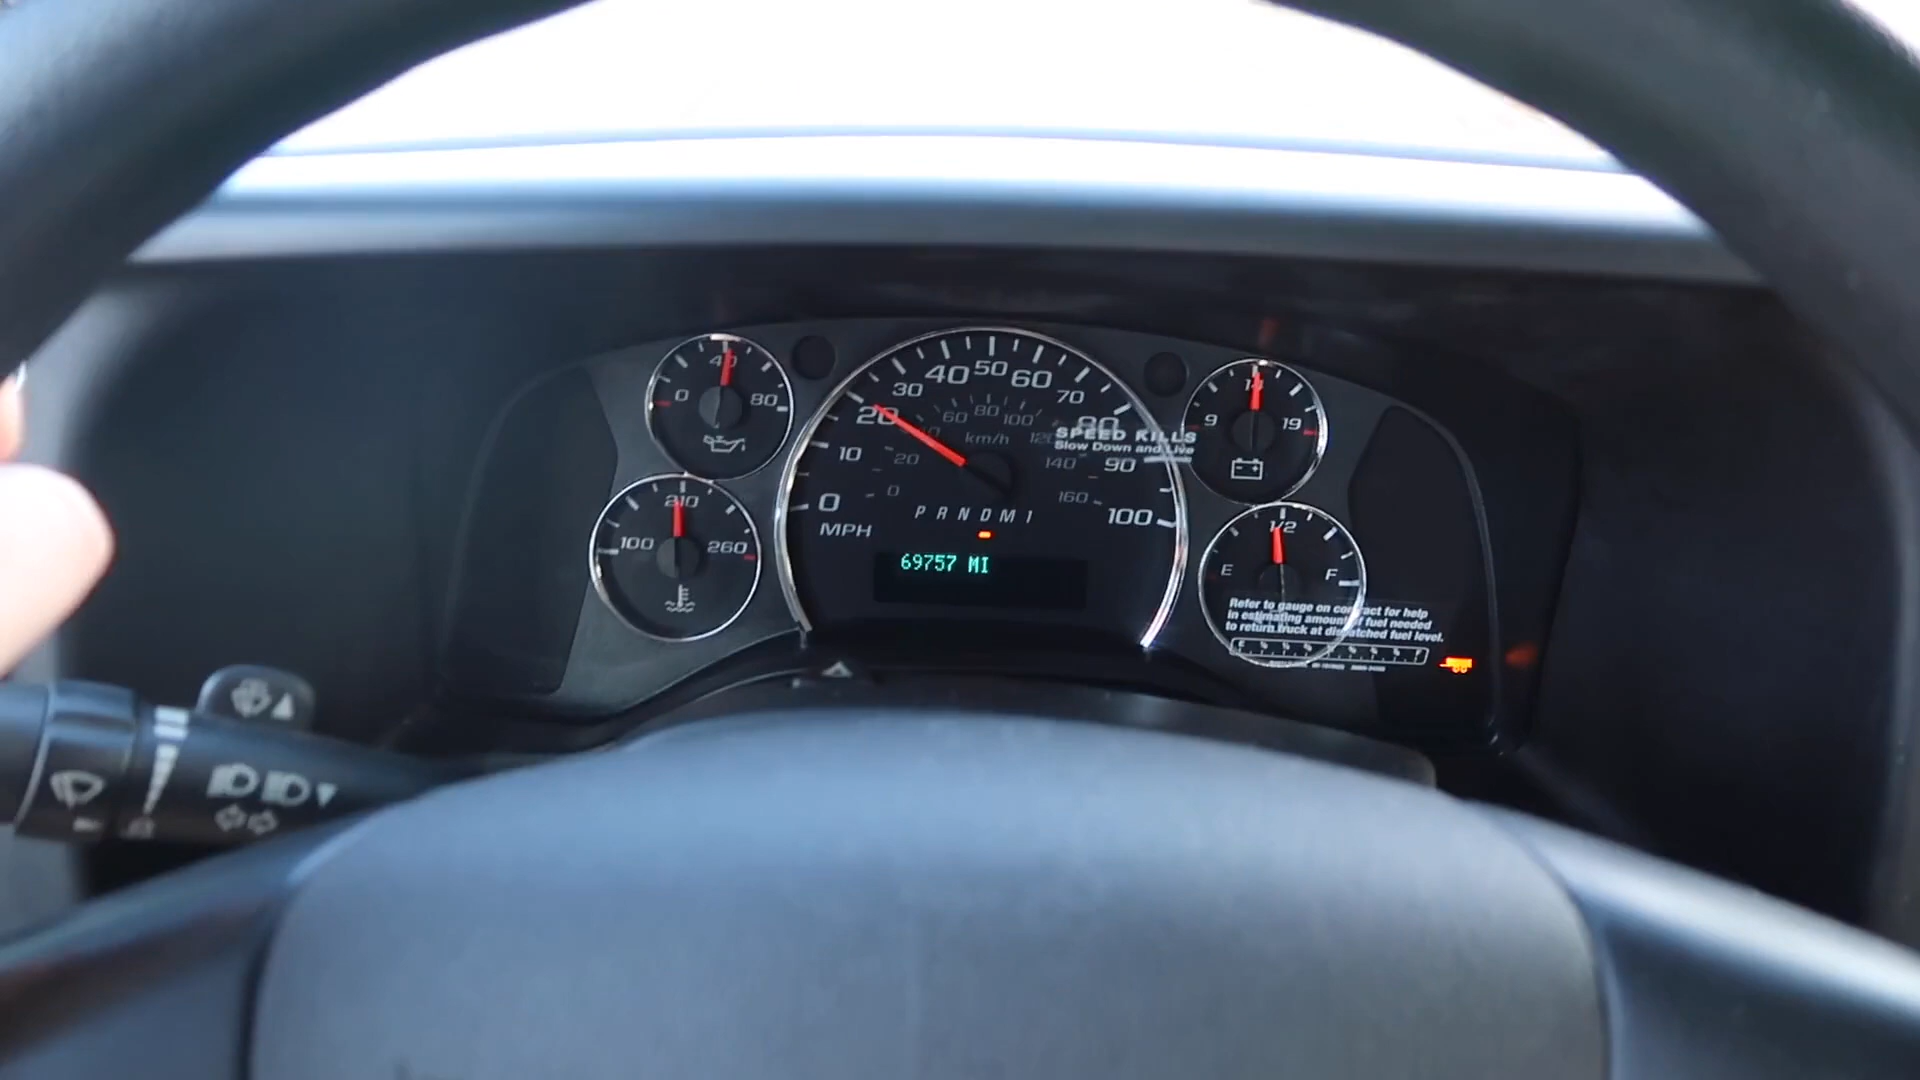 0
40
80
100
210
260
0
10
20
30
40
50
60
70
80
90
100
MPH
0
20
60
80
100
140
160
km/h
SPEED KILLS
Slow Down and Live
P R N D M 1
69757 MI
9
14
19
E
1/2
F
Refer to gauge on contract for help
in estimating amount of fuel needed
to return truck at dispatched fuel level.